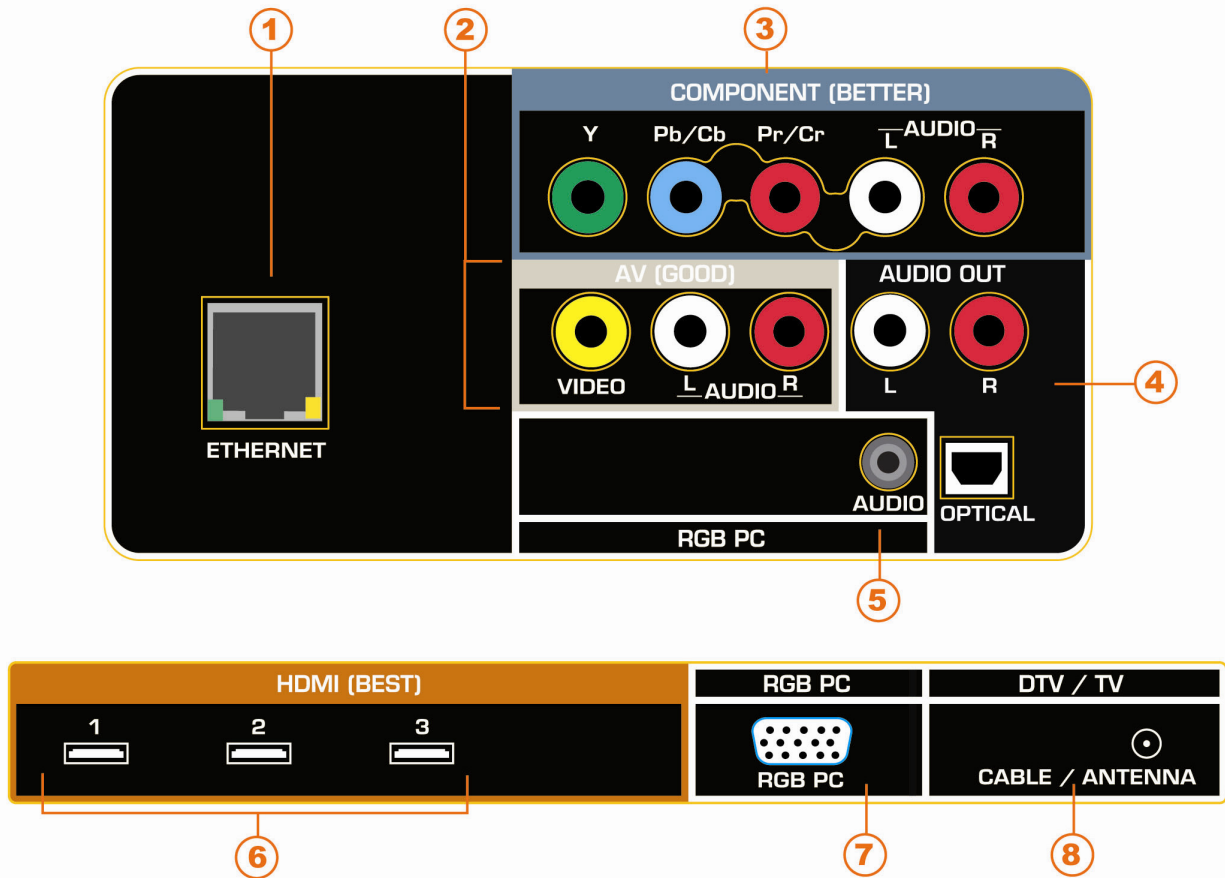 1 2 3
COMPONENT (BETTER)
Y Pb/Cb Pr/Cr AUDIO
L R
AV (GOOD)
VIDEO L AUDIO R
AUDIO OUT
L R
4
ETHERNET
AUDIO
OPTICAL
RGB PC
5
HDMI (BEST)
1 2 3
RGB PC
RGB PC
DTV / TV
CABLE / ANTENNA
6 7 8